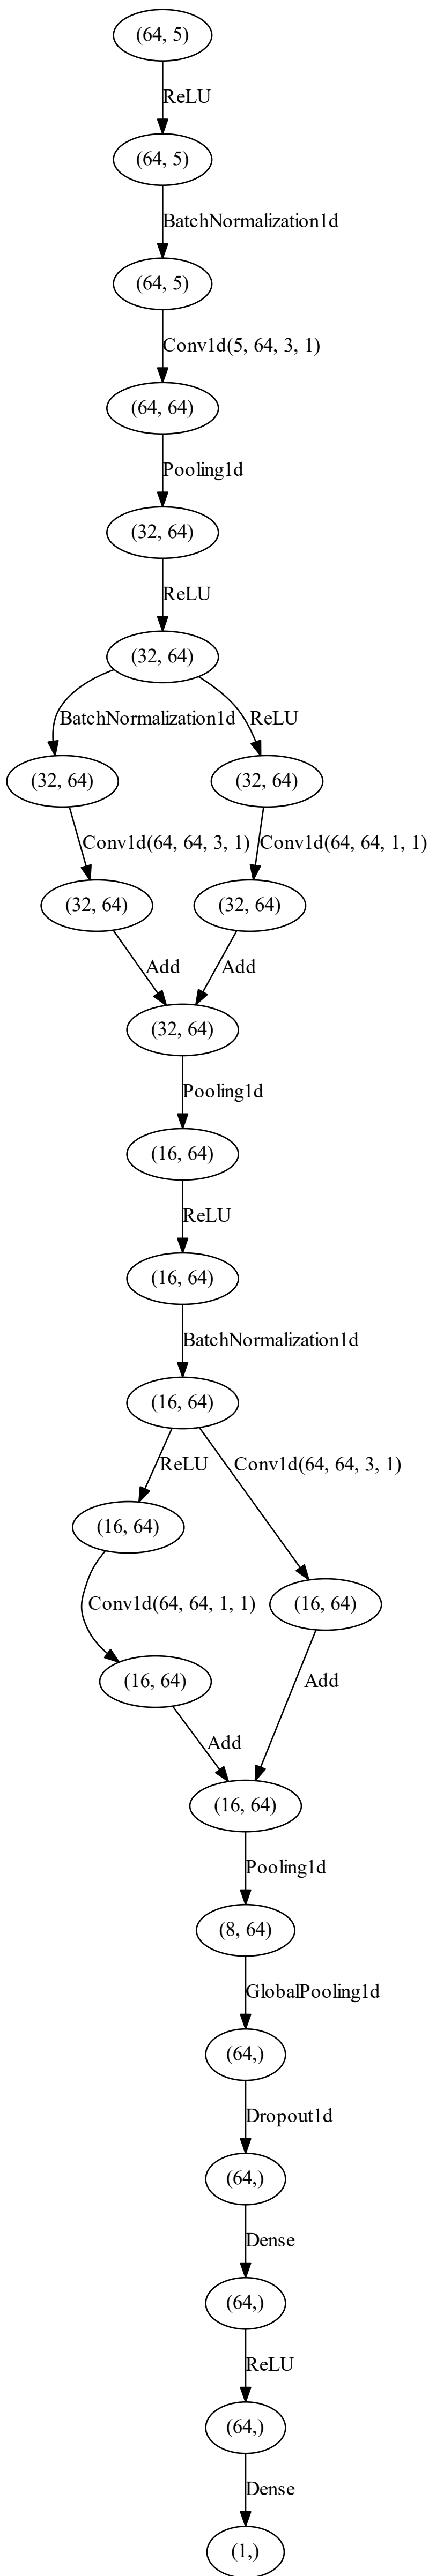 (64, 5)
ReLU
(64, 5)
BatchNormalization1d
(64, 5)
Conv1d(5, 64, 3, 1)
(64, 64)
Pooling1d
(32, 64)
ReLU
(32, 64)
BatchNormalization1d
ReLU
(32, 64)
(32, 64)
Conv1d(64, 64, 3, 1)
Conv1d(64, 64, 1, 1)
(32, 64)
(32, 64)
Add
Add
(32, 64)
Pooling1d
(16, 64)
ReLU
(16, 64)
BatchNormalization1d
(16, 64)
ReLU
Conv1d(64, 64, 3, 1)
(16, 64)
Conv1d(64, 64, 1, 1)
(16, 64)
(16, 64)
Add
Add
(16, 64)
Pooling1d
(8, 64)
GlobalPooling1d
(64,)
Dropout1d
(64,)
Dense
(64,)
ReLU
(64,)
Dense
(1,)